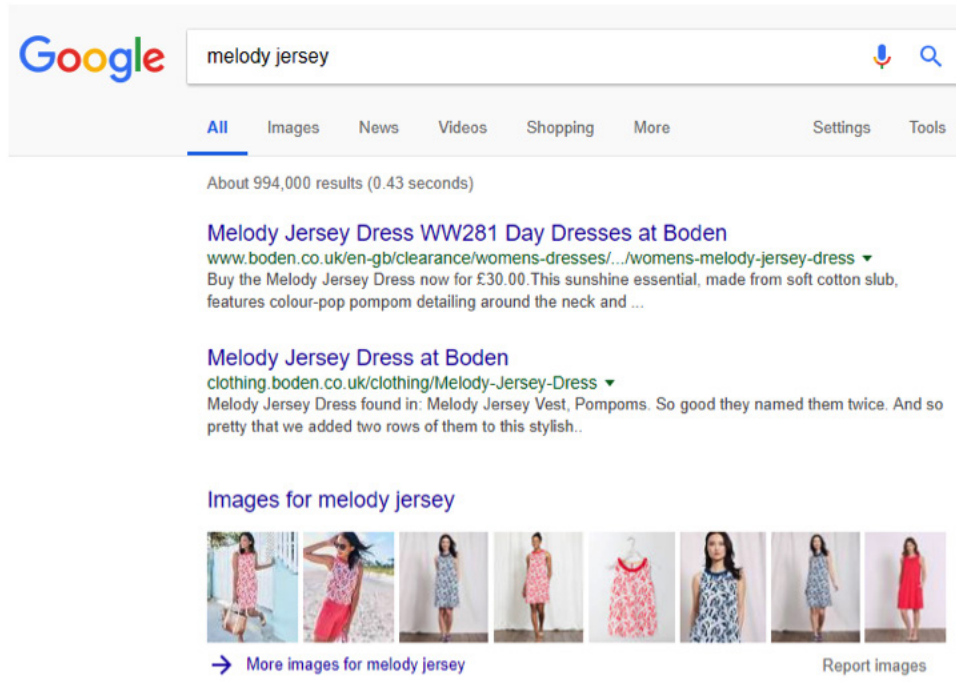 Google
melody jersey
All Images News Videos Shopping More Settings Tools
About 994,000 results (0.43 seconds)
Melody Jersey Dress WW281 Day Dresses at Boden
www.boden.co.uk/en-gb/clearance/womens-dresses/.../womens-melody-jersey-dress
Buy the Melody Jersey Dress now for £30.00.This sunshine essential, made from soft cotton slub,
features colour-pop pompom detailing around the neck and ...
Melody Jersey Dress at Boden
clothing.boden.co.uk/clothing/Melody-Jersey-Dress
Melody Jersey Dress found in: Melody Jersey Vest, Pompoms. So good they named them twice. And so
pretty that we added two rows of them to this stylish..
Images for melody jersey
More images for melody jersey Report images